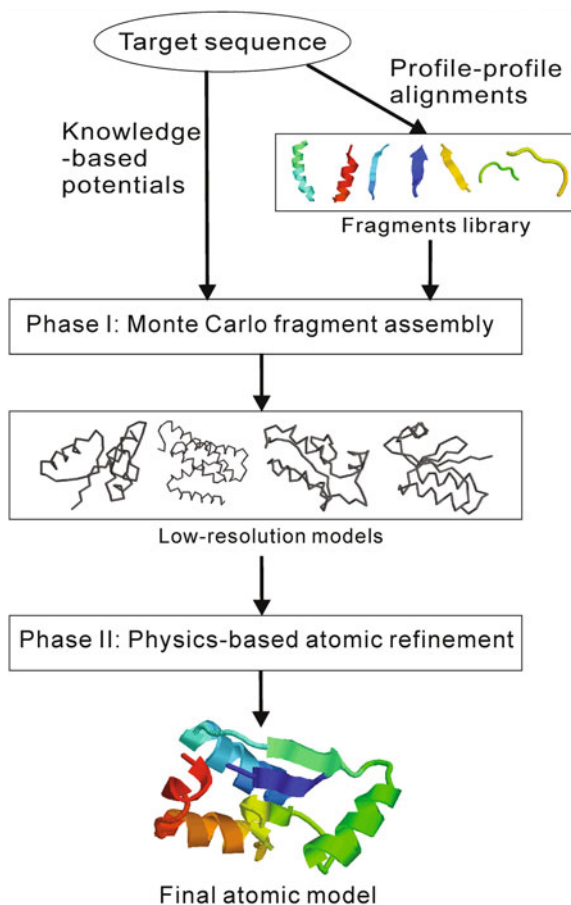 Target sequence
Profile-profile
alignments
Knowledge
-based
potentials
Fragments library
Phase I: Monte Carlo fragment assembly
Low-resolution models
Phase II: Physics-based atomic refinement
Final atomic model